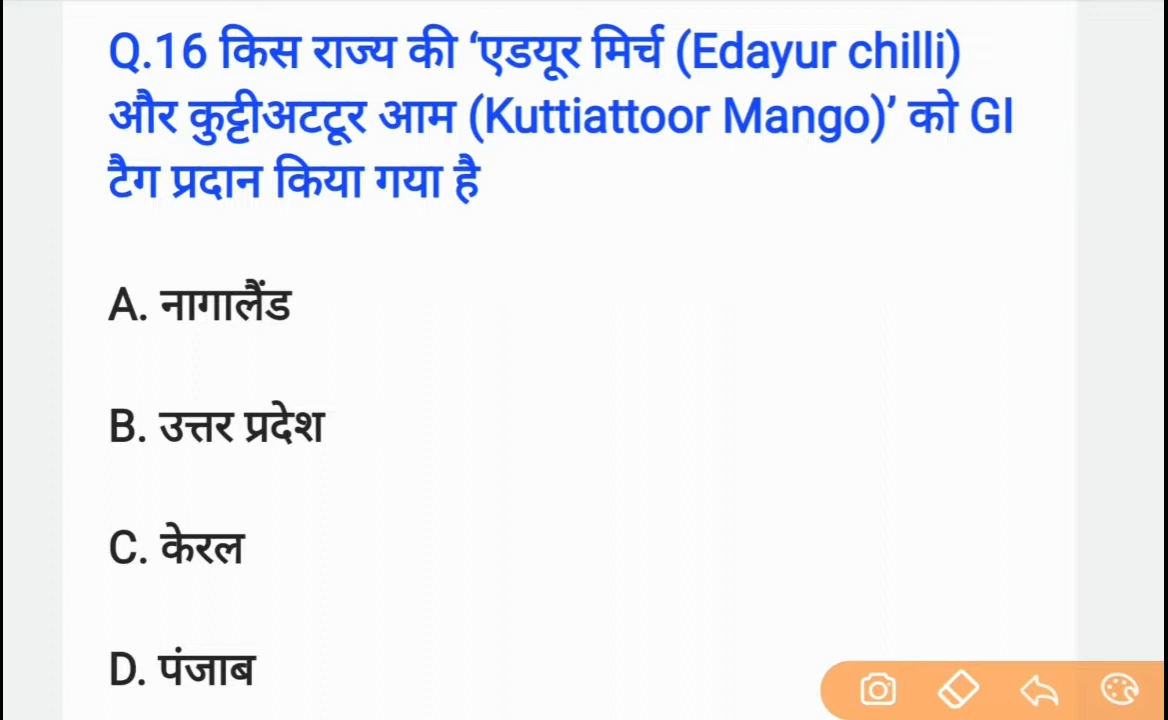 Q.16 किस राज्य की ‘एडयूर मिर्च (Edayur chilli)
और कुट्टीअटटूर आम (Kuttiattoor Mango)’ को GI
टैग प्रदान किया गया है
A. नागालैंड
B. उत्तर प्रदेश
C. केरल
D. पंजाब